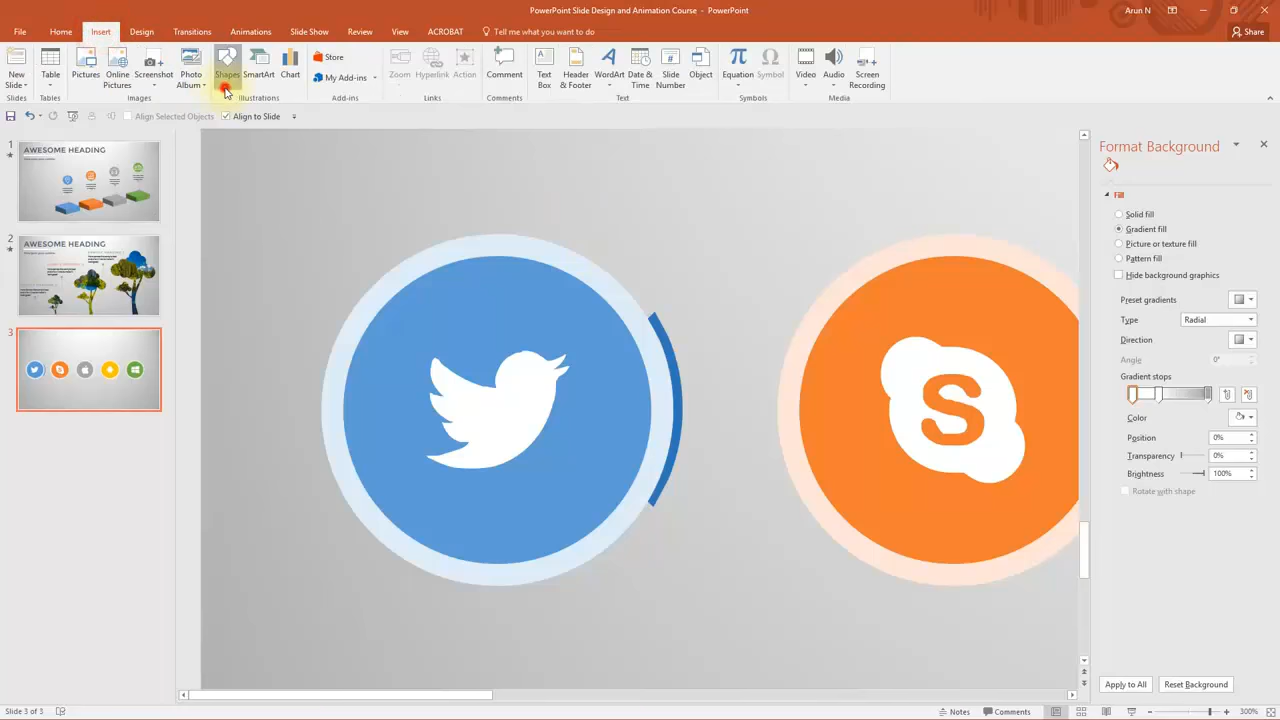 PowerPoint Slide Design and Animation Course - PowerPoint
Arun N
File Home Insert Design Transitions Animations Slide Show Review View ACROBAT Tell me what you want to do
Share
New Slide
Table
Pictures
Online Pictures
Screenshot
Photo Album
Shapes
SmartArt
Chart
Store
My Add-ins
Zoom
Hyperlink
Action
Comment
Text Box
Header & Footer
WordArt
Date & Time
Slide Number
Object
Equation
Symbol
Video
Audio
Screen Recording
Slides Tables Images Illustrations Add-ins Links Comments Text Symbols Media
Align Selected Objects Align to Slide
1
AWESOME HEADING
2
AWESOME HEADING
3
S
Format Background
Fill
Solid fill
Gradient fill
Picture or texture fill
Pattern fill
Hide background graphics
Preset gradients
Type Radial
Direction
Angle 0°
Gradient stops
Color
Position 0%
Transparency 0%
Brightness 100%
Rotate with shape
Apply to All Reset Background
Slide 3 of 3
Notes Comments 300%